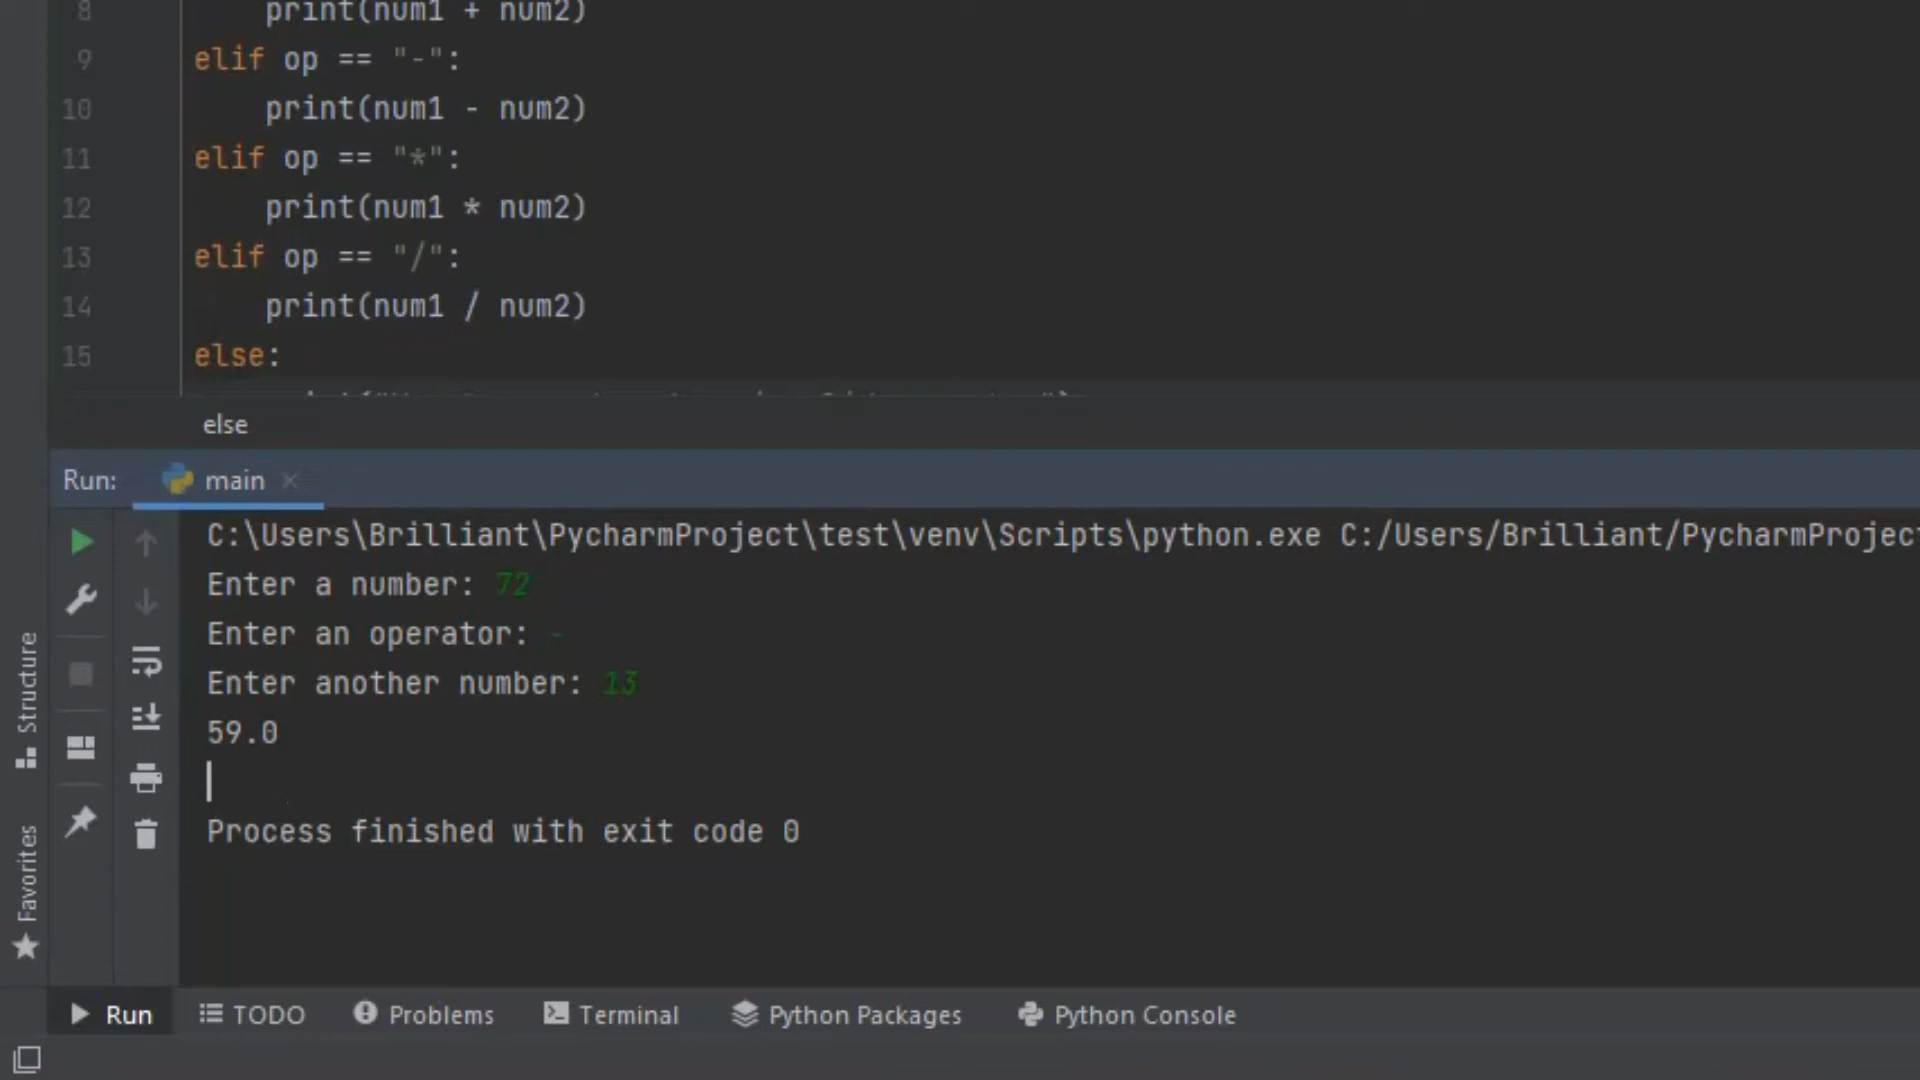 8 print(num1 + num2)
9 elif op == "-":
10 print(num1 - num2)
11 elif op == "*":
12 print(num1 * num2)
13 elif op == "/":
14 print(num1 / num2)
15 else:
else
Run: main
C:\Users\Brilliant\PycharmProject\test\venv\Scripts\python.exe C:/Users/Brilliant/PycharmProject
Enter a number: 72
Enter an operator: -
Enter another number: 13
59.0
Process finished with exit code 0
Structure
Favorites
Run TODO Problems Terminal Python Packages Python Console